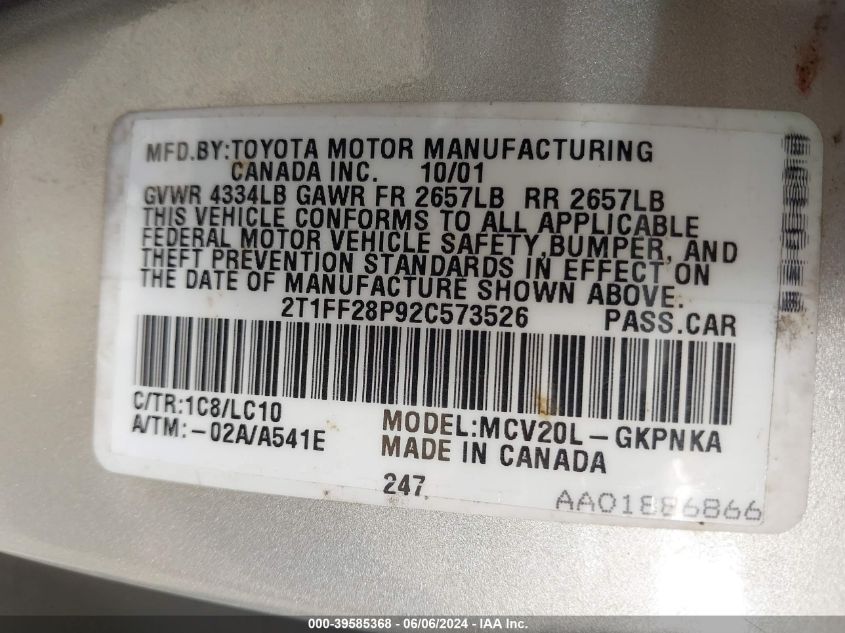 MFD.BY:TOYOTA MOTOR MANUFACTURING
CANADA INC. 10/01
GVWR 4334LB GAWR FR 2657LB RR 2657LB
THIS VEHICLE CONFORMS TO ALL APPLICABLE
FEDERAL MOTOR VEHICLE SAFETY,BUMPER, AND
THEFT PREVENTION STANDARDS IN EFFECT ON
THE DATE OF MANUFACTURE SHOWN ABOVE.
2T1FF28P92C573526 PASS.CAR
C/TR:1C8/LC10
A/TM:-02A/A541E
MODEL:MCV20L-GKPNKA
MADE IN CANADA
247
AA01886866
000-39585368 - 06/06/2024 - IAA Inc.